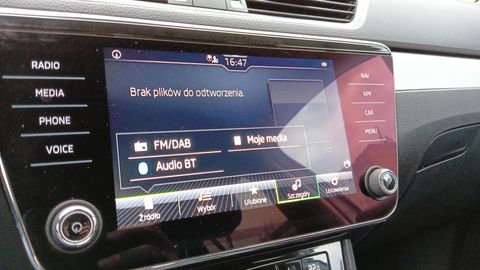 16:47
RADIO
MEDIA
PHONE
VOICE
NAV
APP
CAR
MENU
Brak plików do odtworzenia.
FM/DAB
Moje media
Audio BT
Źródło
Wybór
Ulubione
Szczegóły
Ustawienia